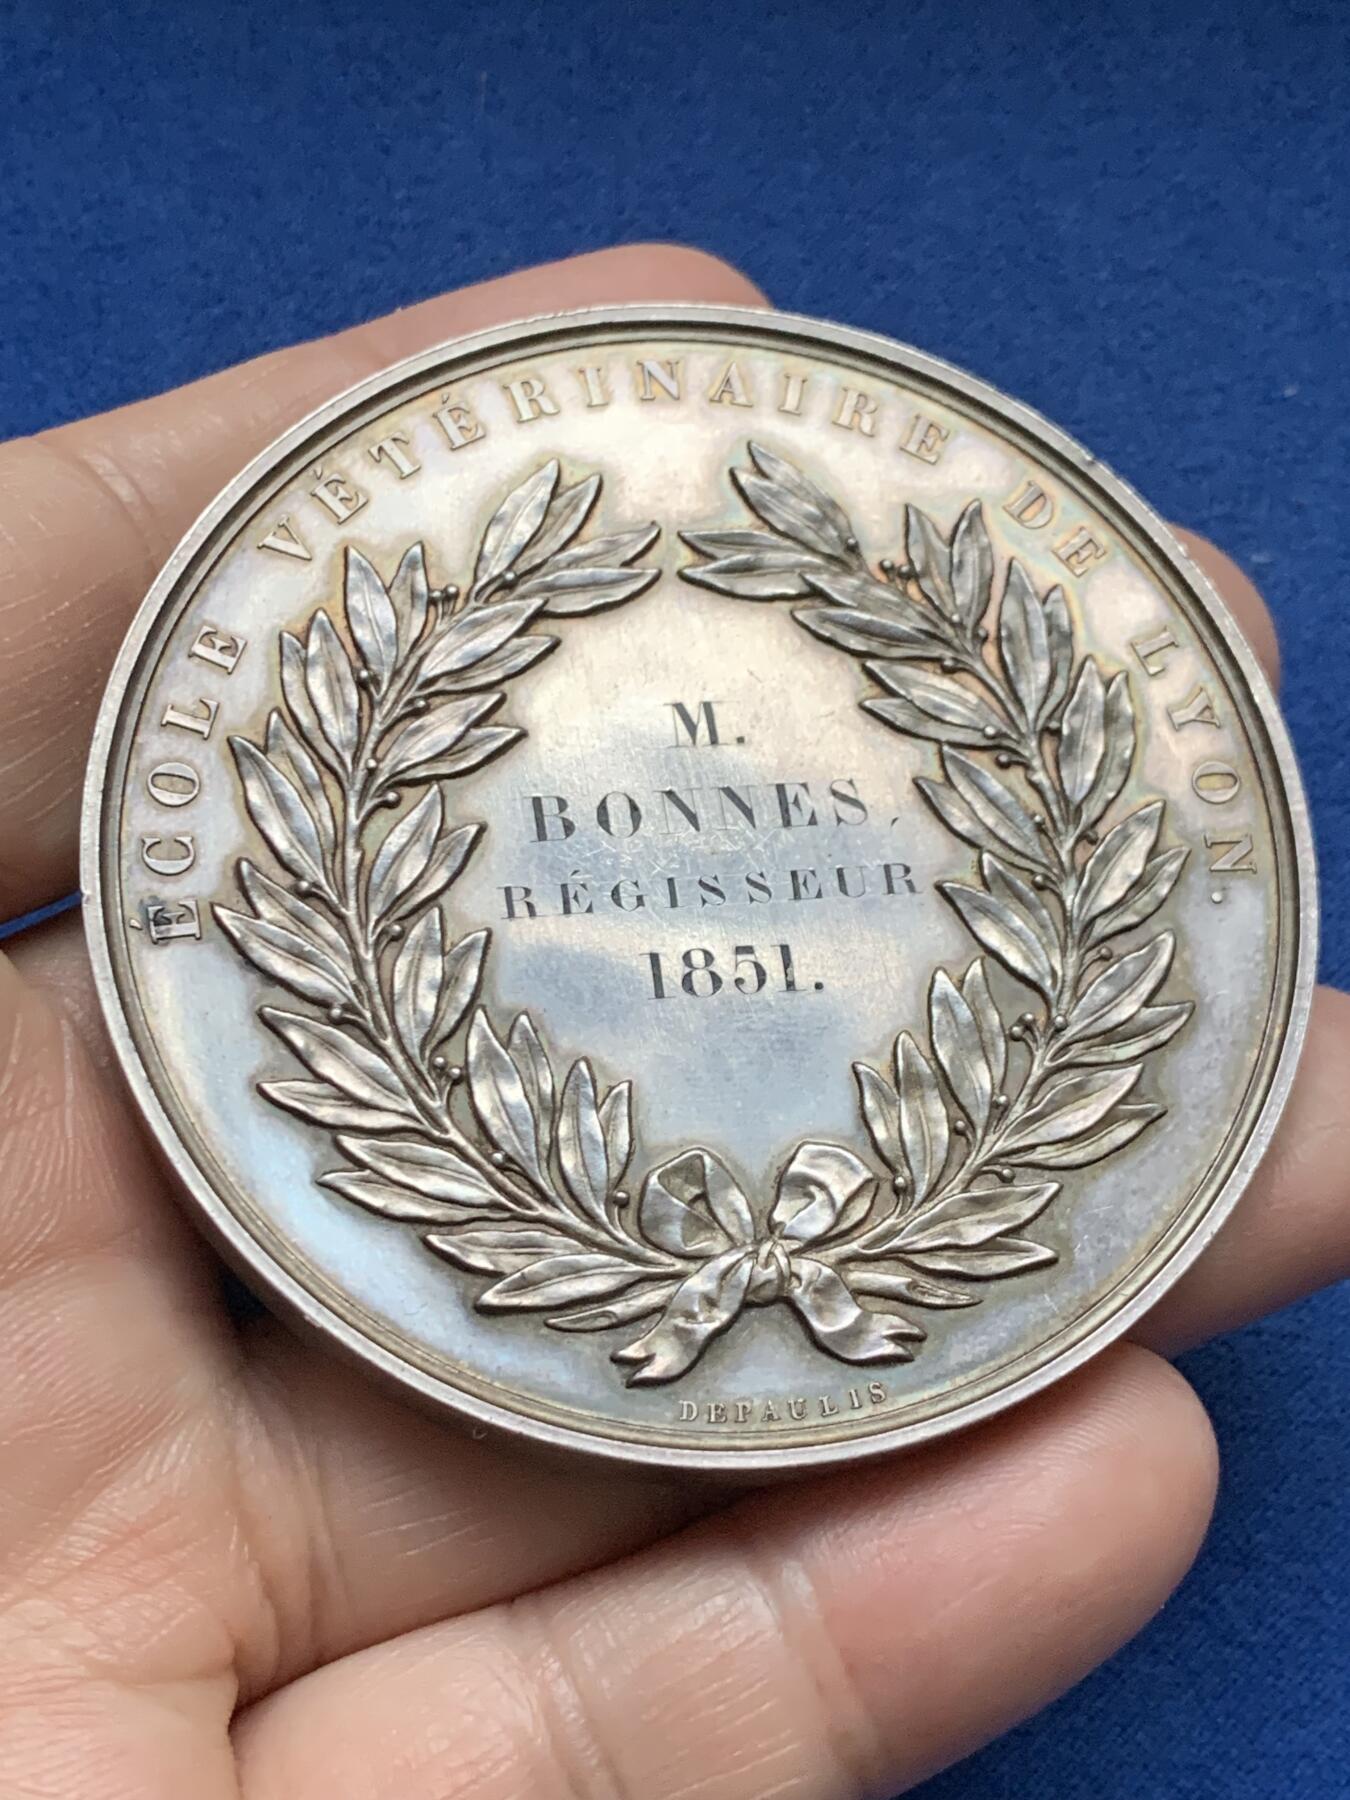 ÉCOLE VÉTÉRINAIRE DE LYON.
M.
BONNES,
RÉGISSEUR
1851.
DEPAULIS